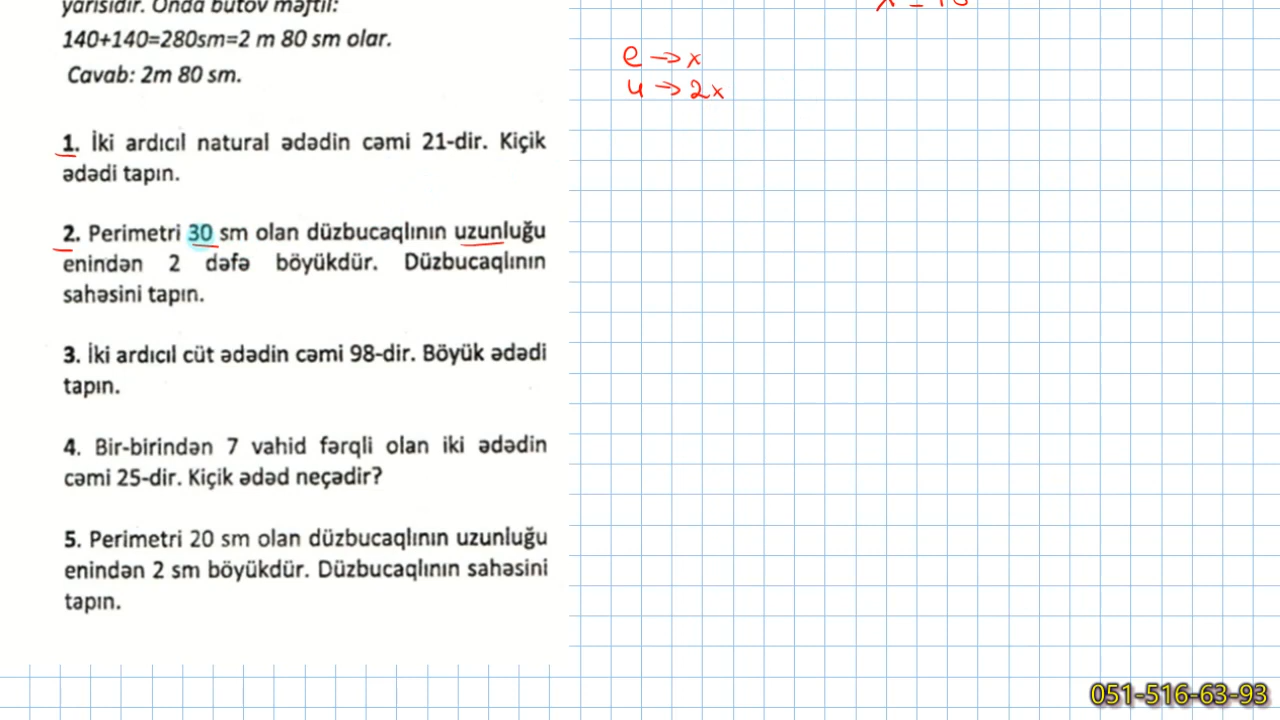 yarısıdır. Onda bütöv məftil:
140+140=280sm=2 m 80 sm olar.
Cavab: 2m 80 sm.
1. İki ardıcıl natural ədədin cəmi 21-dir. Kiçik
ədədi tapın.
2. Perimetri 30 sm olan düzbucaqlının uzunluğu
enindən 2 dəfə böyükdür. Düzbucaqlının
sahəsini tapın.
3. İki ardıcıl cüt ədədin cəmi 98-dir. Böyük ədədi
tapın.
4. Bir-birindən 7 vahid fərqli olan iki ədədin
cəmi 25-dir. Kiçik ədəd neçədir?
5. Perimetri 20 sm olan düzbucaqlının uzunluğu
enindən 2 sm böyükdür. Düzbucaqlının sahəsini
tapın.
e → x
u → 2x
051-516-63-93